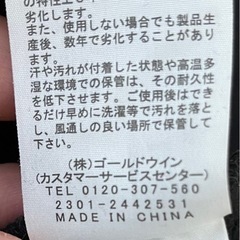 の特性上
劣化します。
また、使用しない場合でも製品生
産後、数年で劣化することがあり
ます。
汗や汚れが付着した状態や高温多
湿な環境での保管は、その耐久性
を低下させます。ご使用後はでき
るだけ早めに洗濯等で汚れを落と
し、風通しの良い場所で保管して
ください。
(株)ゴールドウイン
(カスタマーサービスセンター)
TEL 0120-307-560
2301-2442531
MADE IN CHINA